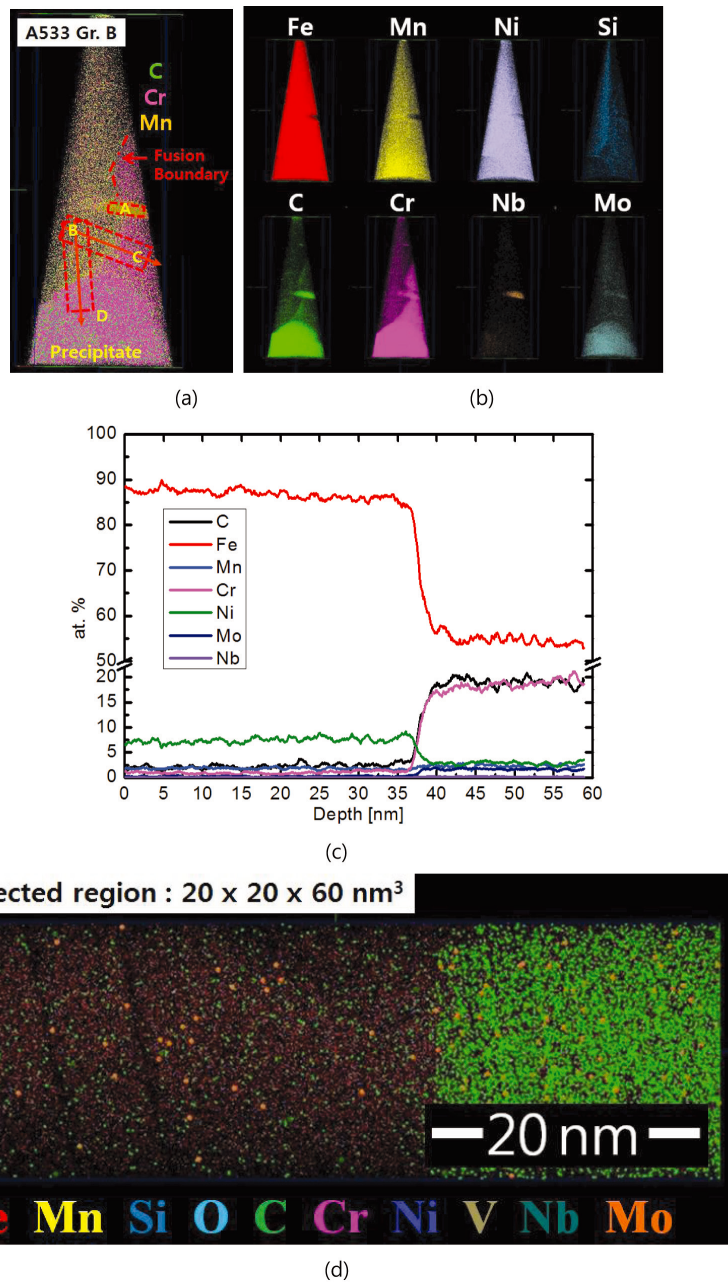 A533 Gr. B
C
Cr
Mn
Fusion
Boundary
A
B
C
D
Precipitate
(a)
Fe Mn Ni Si
C Cr Nb Mo
(b)
100
90
80
70
60
50
20
15
10
5
0
at. %
C
Fe
Mn
Cr
Ni
Mo
Nb
0 5 10 15 20 25 30 35 40 45 50 55 60
Depth [nm]
(c)
ected region : 20 x 20 x 60 nm³
20 nm
e Mn Si O C Cr Ni V Nb Mo
(d)